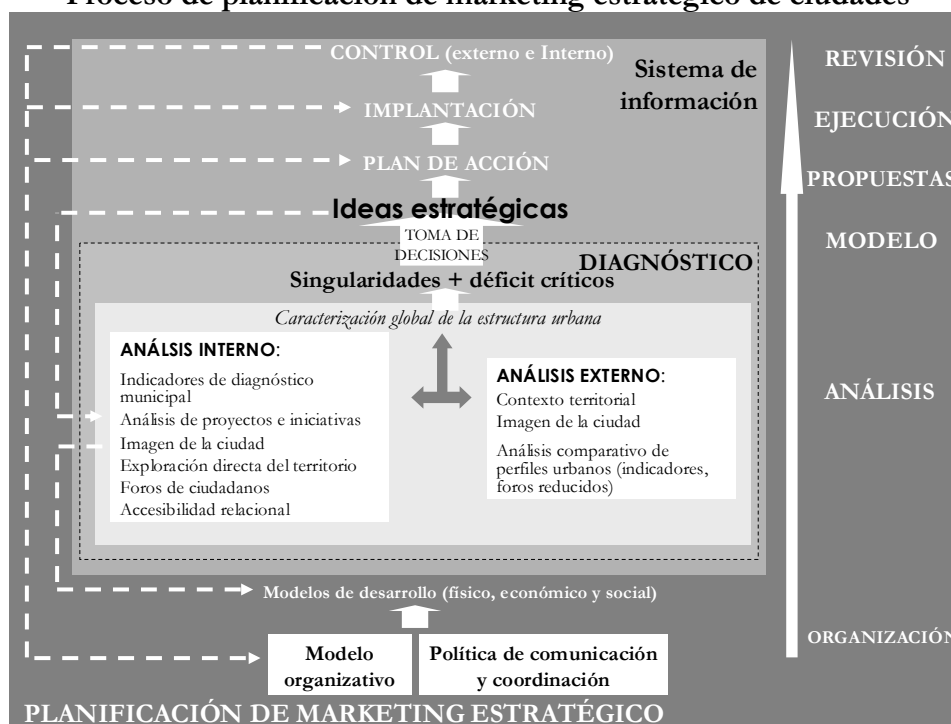 Proceso de planificación de marketing estratégico de ciudades
CONTROL (externo e Interno)
Sistema de
información
IMPLANTACIÓN
PLAN DE ACCIÓN
Ideas estratégicas
TOMA DE
DECISIONES
DIAGNÓSTICO
Singularidades + déficit críticos
Caracterización global de la estructura urbana
ANÁLSIS INTERNO:
Indicadores de diagnóstico
municipal
Análisis de proyectos e iniciativas
Imagen de la ciudad
Exploración directa del territorio
Foros de ciudadanos
Accesibilidad relacional
ANÁLISIS EXTERNO:
Contexto territorial
Imagen de la ciudad
Análisis comparativo de
perfiles urbanos (indicadores,
foros reducidos)
Modelos de desarrollo (físico, económico y social)
Modelo
organizativo
Política de comunicación
y coordinación
PLANIFICACIÓN DE MARKETING ESTRATÉGICO
REVISIÓN
EJECUCIÓN
PROPUESTAS
MODELO
ANÁLISIS
ORGANIZACIÓN